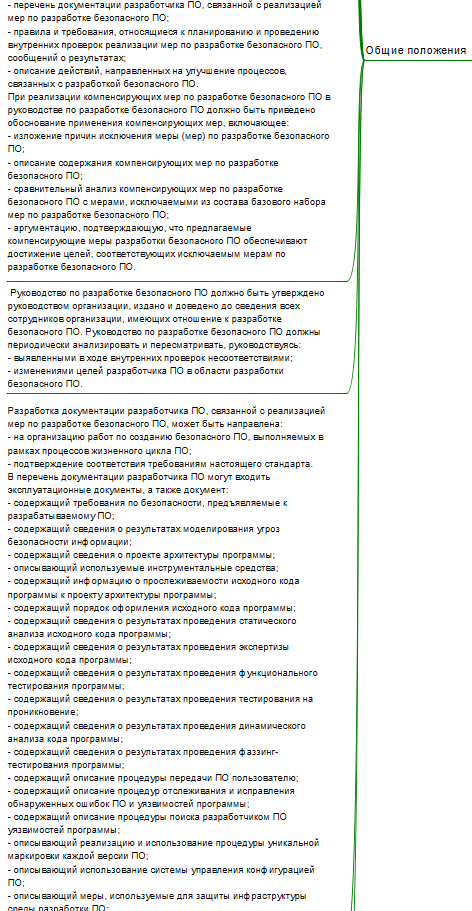 - перечень документации разработчика ПО, связанной с реализацией
мер по разработке безопасного ПО;
- правила и требования, относящиеся к планированию и проведению
внутренних проверок реализации мер по разработке безопасного ПО,
сообщений о результатах;
- описание действий, направленных на улучшение процессов,
связанных с разработкой безопасного ПО.
При реализации компенсирующих мер по разработке безопасного ПО в
руководстве по разработке безопасного ПО должно быть приведено
обоснование применения компенсирующих мер, включающее:
- изложение причин исключения меры (мер) по разработке безопасного
ПО;
- описание содержания компенсирующих мер по разработке
безопасного ПО;
- сравнительный анализ компенсирующих мер по разработке
безопасного ПО с мерами, исключаемыми из состава базового набора
мер по разработке безопасного ПО;
- аргументацию, подтверждающую, что предлагаемые
компенсирующие меры разработки безопасного ПО обеспечивают
достижение целей, соответствующих исключаемым мерам по
разработке безопасного ПО.
Общие положения
Руководство по разработке безопасного ПО должно быть утверждено
руководством организации, издано и доведено до сведения всех
сотрудников организации, имеющих отношение к разработке
безопасного ПО. Руководство по разработке безопасного ПО должны
периодически анализировать и пересматривать, руководствуясь:
- выявленными в ходе внутренних проверок несоответствиями;
- изменениями целей разработчика ПО в области разработки
безопасного ПО.
Разработка документации разработчика ПО, связанной с реализацией
мер по разработке безопасного ПО, может быть направлена:
- на организацию работ по созданию безопасного ПО, выполняемых в
рамках процессов жизненного цикла ПО;
- подтверждение соответствия требованиям настоящего стандарта.
В перечень документации разработчика ПО могут входить
эксплуатационные документы, а также документ:
- содержащий требования по безопасности, предъявляемые к
разрабатываемому ПО;
- содержащий сведения о результатах моделирования угроз
безопасности информации;
- содержащий сведения о проекте архитектуры программы;
- описывающий используемые инструментальные средства;
- содержащий информацию о прослеживаемости исходного кода
программы к проекту архитектуры программы;
- содержащий порядок оформления исходного кода программы;
- содержащий сведения о результатах проведения статического
анализа исходного кода программы;
- содержащий сведения о результатах проведения экспертизы
исходного кода программы;
- содержащий сведения о результатах проведения функционального
тестирования программы;
- содержащий сведения о результатах проведения тестирования на
проникновение;
- содержащий сведения о результатах проведения динамического
анализа кода программы;
- содержащий сведения о результатах проведения фаззинг-
тестирования программы;
- содержащий описание процедуры передачи ПО пользователю;
- содержащий описание процедур отслеживания и исправления
обнаруженных ошибок ПО и уязвимостей программы;
- содержащий описание процедуры поиска разработчиком ПО
уязвимостей программы;
- описывающий реализацию и использование процедуры уникальной
маркировки каждой версии ПО;
- описывающий использование системы управления конфигурацией
ПО;
- описывающий меры, используемые для защиты инфраструктуры
среды разработки ПО;